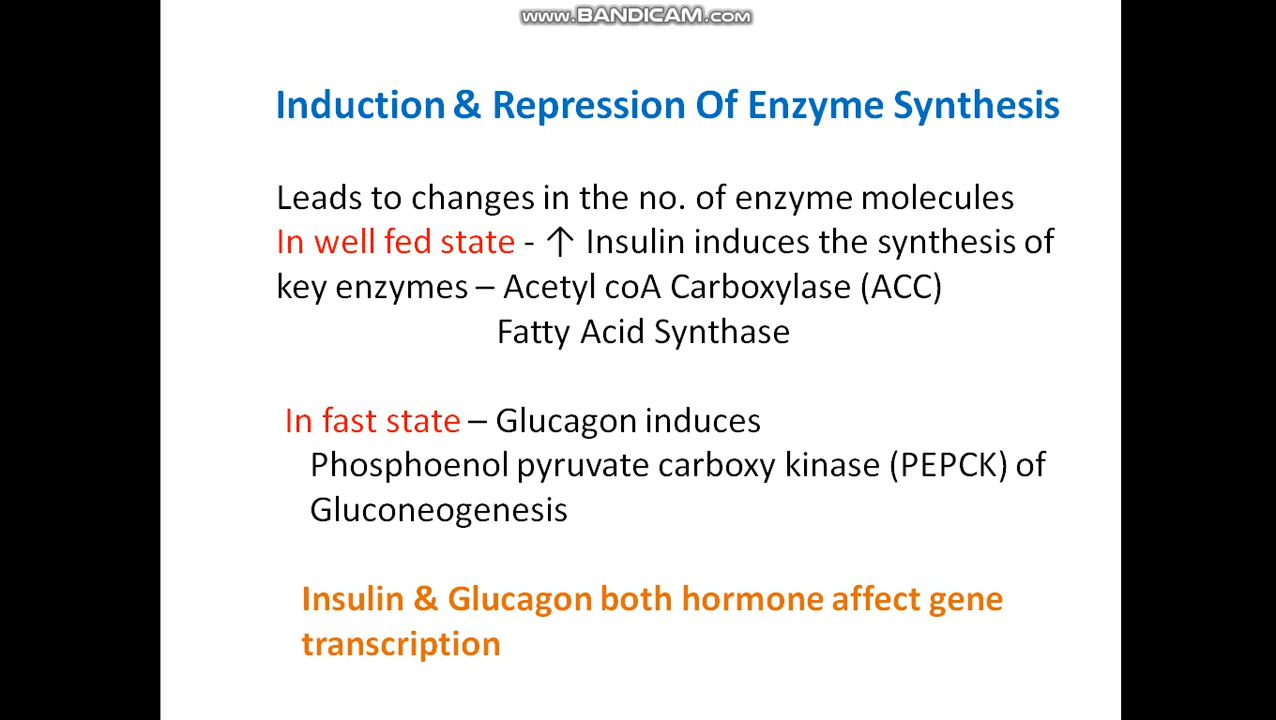 www.BANDICAM.com
Induction & Repression Of Enzyme Synthesis
Leads to changes in the no. of enzyme molecules
In well fed state - ↑ Insulin induces the synthesis of
key enzymes – Acetyl coA Carboxylase (ACC)
Fatty Acid Synthase
In fast state – Glucagon induces
Phosphoenol pyruvate carboxy kinase (PEPCK) of
Gluconeogenesis
Insulin & Glucagon both hormone affect gene
transcription